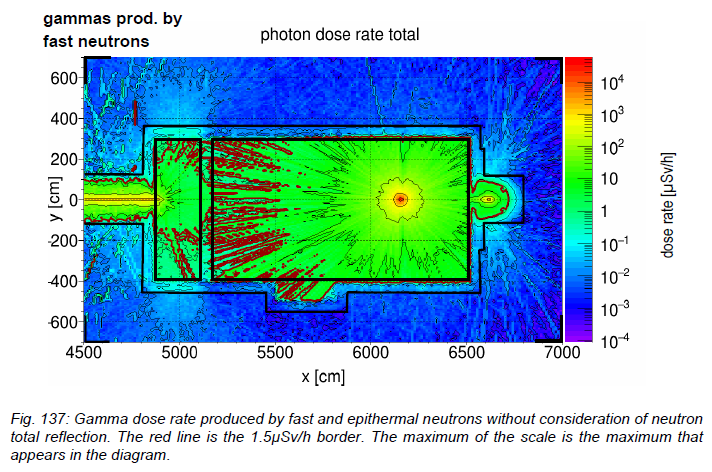 gammas prod. by
fast neutrons
photon dose rate total
y [cm]
600
400
200
0
-200
-400
-600
4500 5000 5500 6000 6500 7000
x [cm]
10⁴
10³
10²
10
1
10⁻¹
10⁻²
10⁻³
10⁻⁴
dose rate [µSv/h]
Fig. 137: Gamma dose rate produced by fast and epithermal neutrons without consideration of neutron
total reflection. The red line is the 1.5µSv/h border. The maximum of the scale is the maximum that
appears in the diagram.